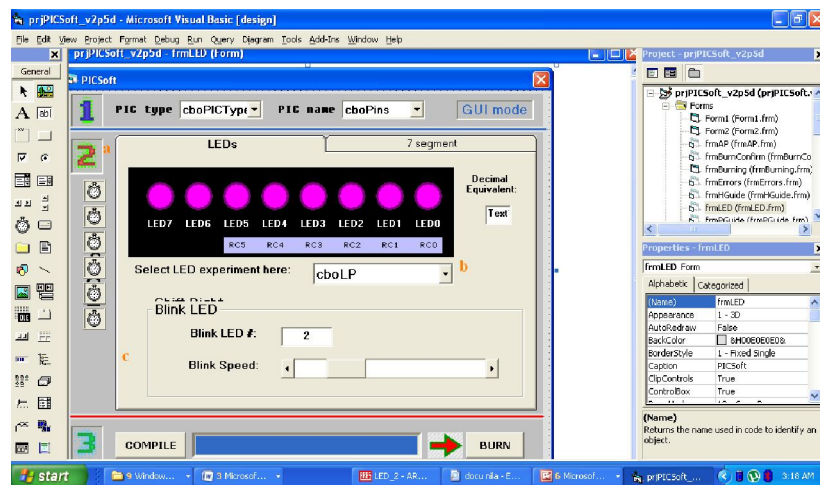 prjPICSoft_v2p5d - Microsoft Visual Basic [design]
File Edit View Project Format Debug Run Query Diagram Tools Add-Ins Window Help
prjPICSoft_v2p5d - frmLED (Form)
Project - prjPICSoft_v2p5d
General
PICSoft
1 PIC type cboPICType PIC name cboPins GUI mode
2 a
LEDs 7 segment
Decimal
Equivalent:
Text
LED7 LED6 LED5 LED4 LED3 LED2 LED1 LED0
RC5 RC4 RC3 RC2 RC1 RC0
Select LED experiment here: cboLP b
Blink LED
Blink LED #: 2
c
Blink Speed:
3 COMPILE BURN
prjPICSoft_v2p5d (prjPICSoft.v
Forms
Form1 (Form1.frm)
Form2 (Form2.frm)
frmAP (frmAP.frm)
frmBurnConfirm (frmBurnCo
frmBurning (frmBurning.frm)
frmErrors (frmErrors.frm)
frmHGuide (frmHGuide.frm)
frmLED (frmLED.frm)
frmPGuide (frmPGuide.frm)
Properties - frmLED
frmLED Form
Alphabetic Categorized
(Name) frmLED
Appearance 1 - 3D
AutoRedraw False
BackColor &H00E0E0E0&
BorderStyle 1 - Fixed Single
Caption PICSoft
ClipControls True
ControlBox True
(Name)
Returns the name used in code to identify an
object.
start 9 Window... 3 Microsof... LED_2 - AR... docu nila - E... 6 Microsof... prjPICSoft_... 3:18 AM